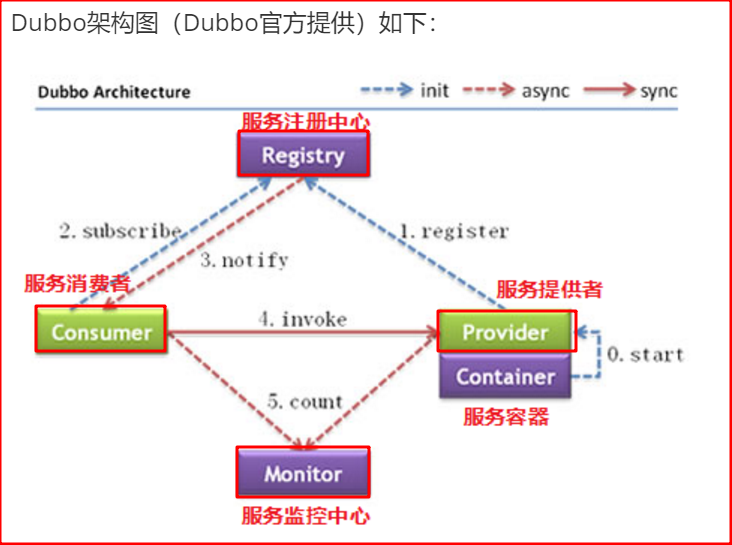 Dubbo架构图（Dubbo官方提供）如下：
Dubbo Architecture
init
async
sync
服务注册中心
Registry
2. subscribe
1. register
3. notify
服务消费者
服务提供者
Consumer
4. invoke
Provider
0. start
Container
5. count
服务容器
Monitor
服务监控中心